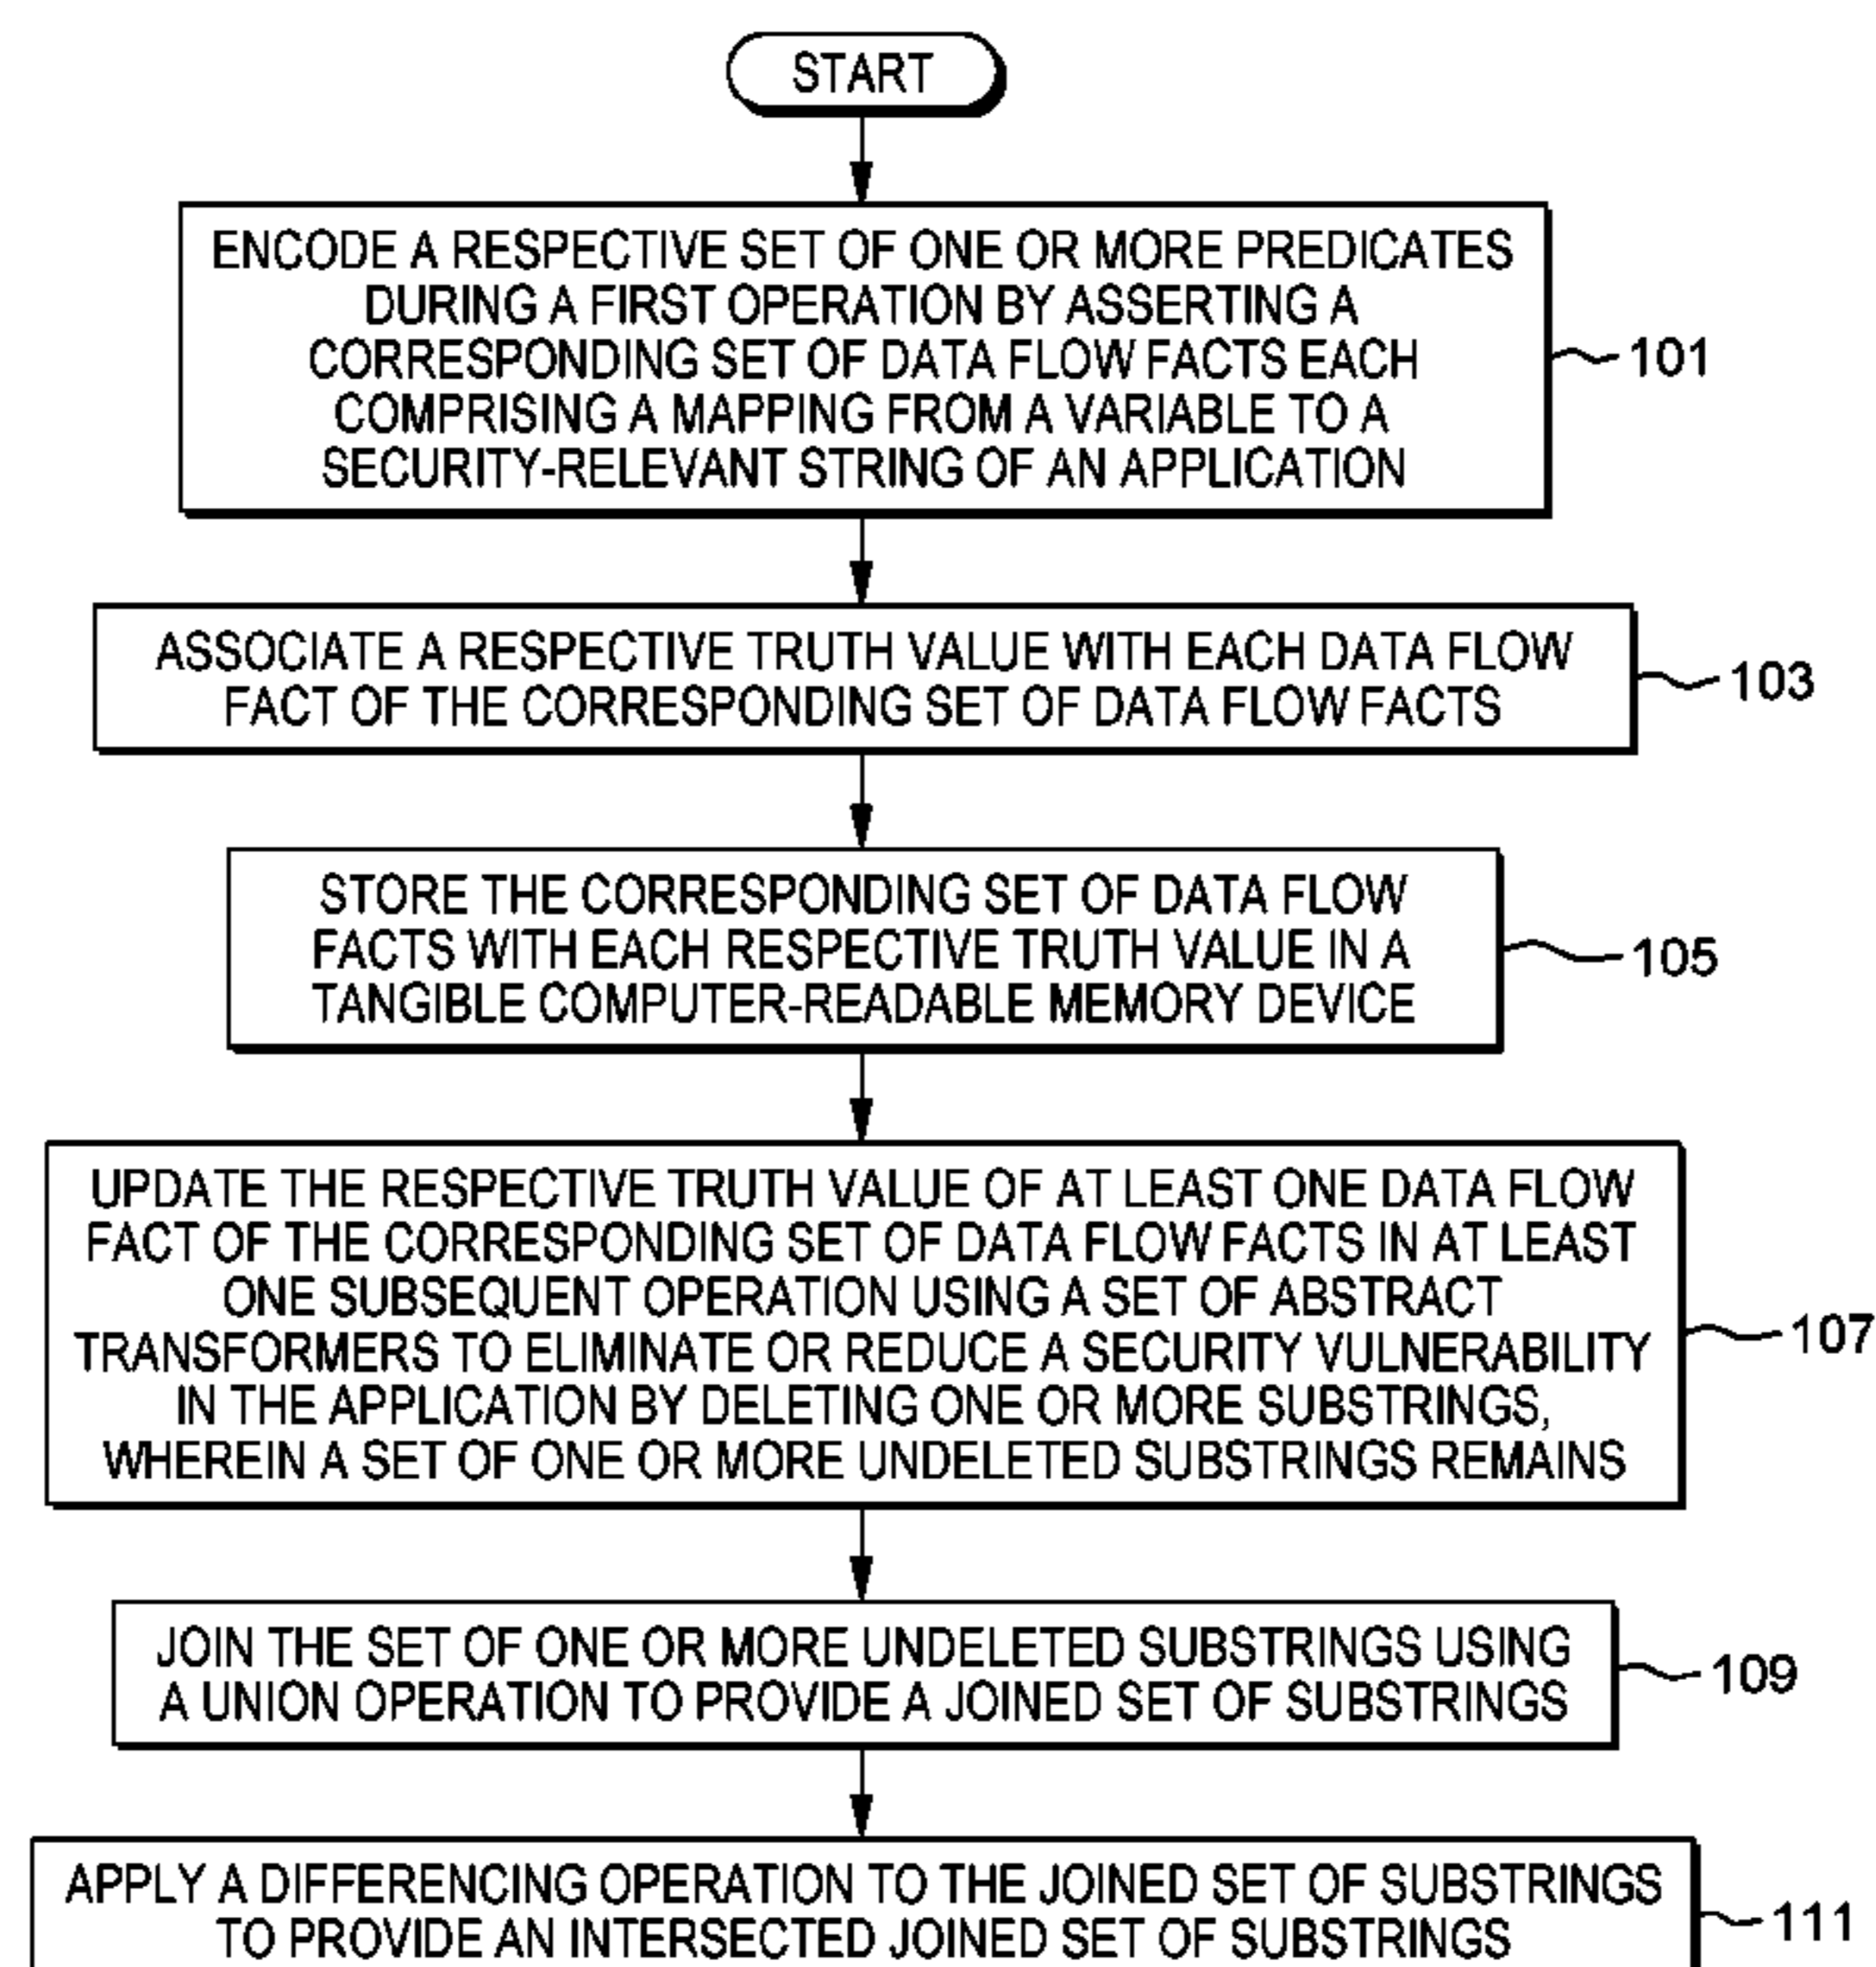 START
ENCODE A RESPECTIVE SET OF ONE OR MORE PREDICATES
DURING A FIRST OPERATION BY ASSERTING A
CORRESPONDING SET OF DATA FLOW FACTS EACH
COMPRISING A MAPPING FROM A VARIABLE TO A
SECURITY-RELEVANT STRING OF AN APPLICATION
101
ASSOCIATE A RESPECTIVE TRUTH VALUE WITH EACH DATA FLOW
FACT OF THE CORRESPONDING SET OF DATA FLOW FACTS
103
STORE THE CORRESPONDING SET OF DATA FLOW
FACTS WITH EACH RESPECTIVE TRUTH VALUE IN A
TANGIBLE COMPUTER-READABLE MEMORY DEVICE
105
UPDATE THE RESPECTIVE TRUTH VALUE OF AT LEAST ONE DATA FLOW
FACT OF THE CORRESPONDING SET OF DATA FLOW FACTS IN AT LEAST
ONE SUBSEQUENT OPERATION USING A SET OF ABSTRACT
TRANSFORMERS TO ELIMINATE OR REDUCE A SECURITY VULNERABILITY
IN THE APPLICATION BY DELETING ONE OR MORE SUBSTRINGS,
WHEREIN A SET OF ONE OR MORE UNDELETED SUBSTRINGS REMAINS
107
JOIN THE SET OF ONE OR MORE UNDELETED SUBSTRINGS USING
A UNION OPERATION TO PROVIDE A JOINED SET OF SUBSTRINGS
109
APPLY A DIFFERENCING OPERATION TO THE JOINED SET OF SUBSTRINGS
TO PROVIDE AN INTERSECTED JOINED SET OF SUBSTRINGS
111